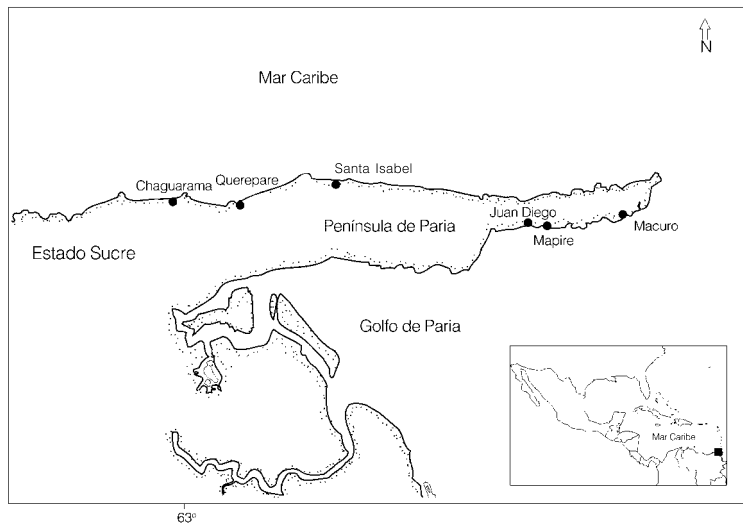 N
Mar Caribe
Santa Isabel
Chaguarama
Querepare
Juan Diego
Península de Paria
Mapire
Macuro
Estado Sucre
Golfo de Paria
Mar Caribe
63°